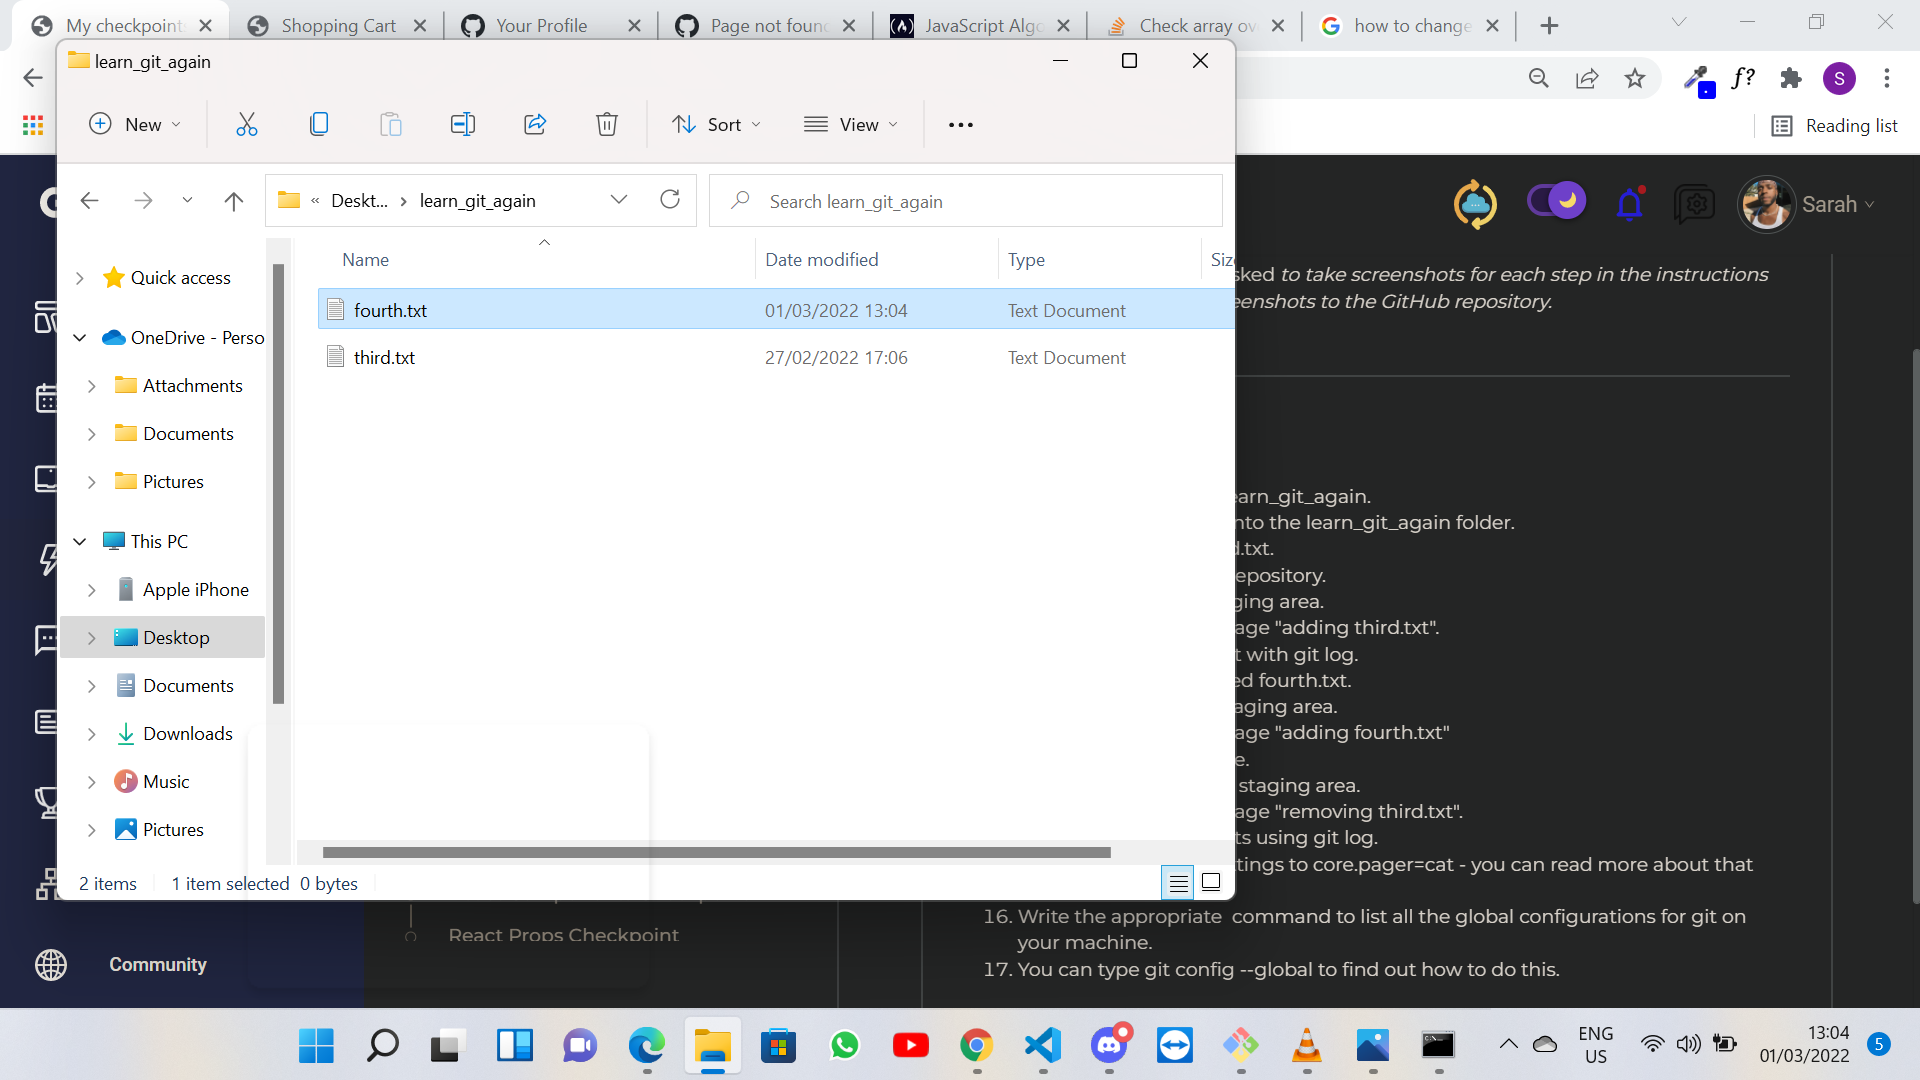 My checkpoint
Shopping Cart
Your Profile
Page not foun
JavaScript Algo
Check array ov
how to change
learn_git_again
New
Sort
View
f?
S
Reading list
« Deskt... › learn_git_again
Search learn_git_again
Sarah
Name
Date modified
Type
Siz
Quick access
fourth.txt
01/03/2022 13:04
Text Document
third.txt
27/02/2022 17:06
Text Document
OneDrive - Perso
Attachments
Documents
Pictures
This PC
Apple iPhone
Desktop
Documents
Downloads
Music
Pictures
2 items
1 item selected 0 bytes
sked to take screenshots for each step in the instructions
eenshots to the GitHub repository.
earn_git_again.
nto the learn_git_again folder.
d.txt.
epository.
ging area.
age "adding third.txt".
t with git log.
ed fourth.txt.
aging area.
age "adding fourth.txt"
e.
staging area.
age "removing third.txt".
ts using git log.
tings to core.pager=cat - you can read more about that
16. Write the appropriate command to list all the global configurations for git on
your machine.
17. You can type git config --global to find out how to do this.
React Props Checkpoint
Community
ENG
US
13:04
01/03/2022
5